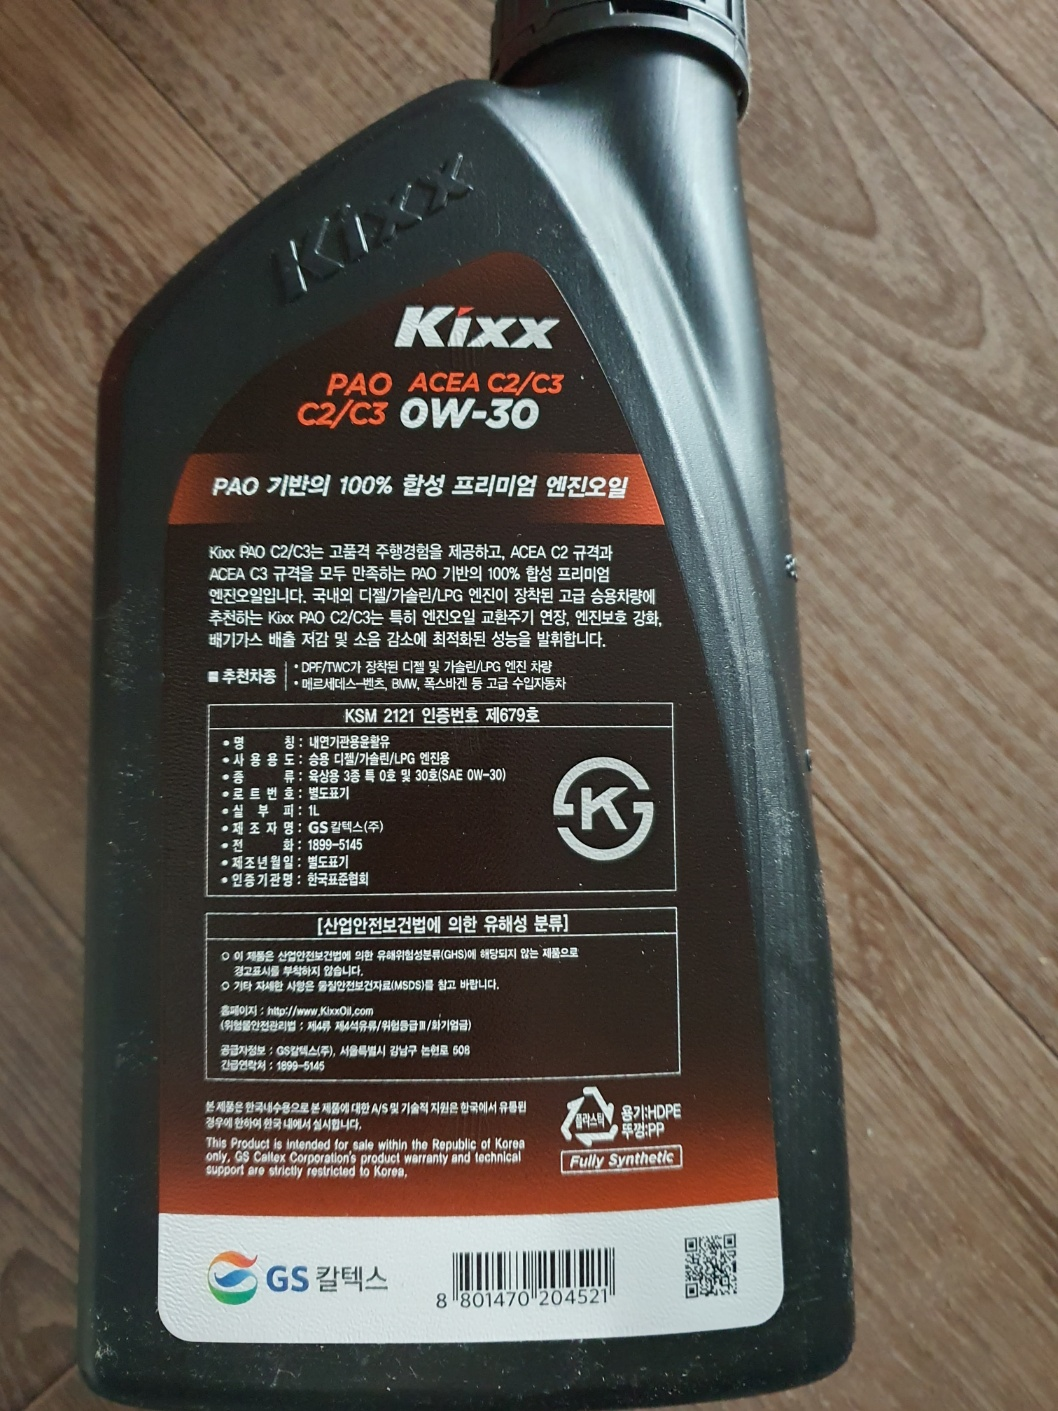 Kixx
Kixx
PAO ACEA C2/C3
C2/C3 0W-30
PAO 기반의 100% 합성 프리미엄 엔진오일
Kixx PAO C2/C3는 고품격 주행경험을 제공하고, ACEA C2 규격과
ACEA C3 규격을 모두 만족하는 PAO 기반의 100% 합성 프리미엄
엔진오일입니다. 국내외 디젤/가솔린/LPG 엔진이 장착된 고급 승용차량에
추천하는 Kixx PAO C2/C3는 특히 엔진오일 교환주기 연장, 엔진보호 강화,
배기가스 배출 저감 및 소음 감소에 최적화된 성능을 발휘합니다.
■ 추천차종
• DPF/TWC가 장착된 디젤 및 가솔린/LPG 엔진 차량
• 메르세데스-벤츠, BMW, 폭스바겐 등 고급 수입자동차
KSM 2121 인증번호 제679호
• 명 칭 : 내연기관용윤활유
• 사 용 용 도 : 승용 디젤/가솔린/LPG 엔진용
• 종 류 : 육상용 3종 특 0호 및 30호(SAE 0W-30)
• 로 트 번 호 : 별도표기
• 실 부 피 : 1L
• 제 조 자 명 : GS 칼텍스(주)
• 전 화 : 1899-5145
• 제조년월일 : 별도표기
• 인증기관명 : 한국표준협회
K
[산업안전보건법에 의한 유해성 분류]
○ 이 제품은 산업안전보건법에 의한 유해위험성분류(GHS)에 해당되지 않는 제품으로
경고표시를 부착하지 않습니다.
○ 기타 자세한 사항은 물질안전보건자료(MSDS)를 참고 바랍니다.
홈페이지 : http://www.KixxOil.com
(위험물안전관리법 : 제4류 제4석유류/위험등급Ⅲ/화기엄금)
공급자정보 : GS칼텍스(주), 서울특별시 강남구 논현로 508
긴급연락처 : 1899-5145
본 제품은 한국내수용으로 본 제품에 대한 A/S 및 기술적 지원은 한국에서 유통된
경우에 한하여 한국 내에서 실시합니다.
This Product is intended for sale within the Republic of Korea
only, GS Caltex Corporation's product warranty and technical
support are strictly restricted to Korea.
플라스틱
용기:HDPE
뚜껑:PP
Fully Synthetic
GS 칼텍스
8 801470 204521